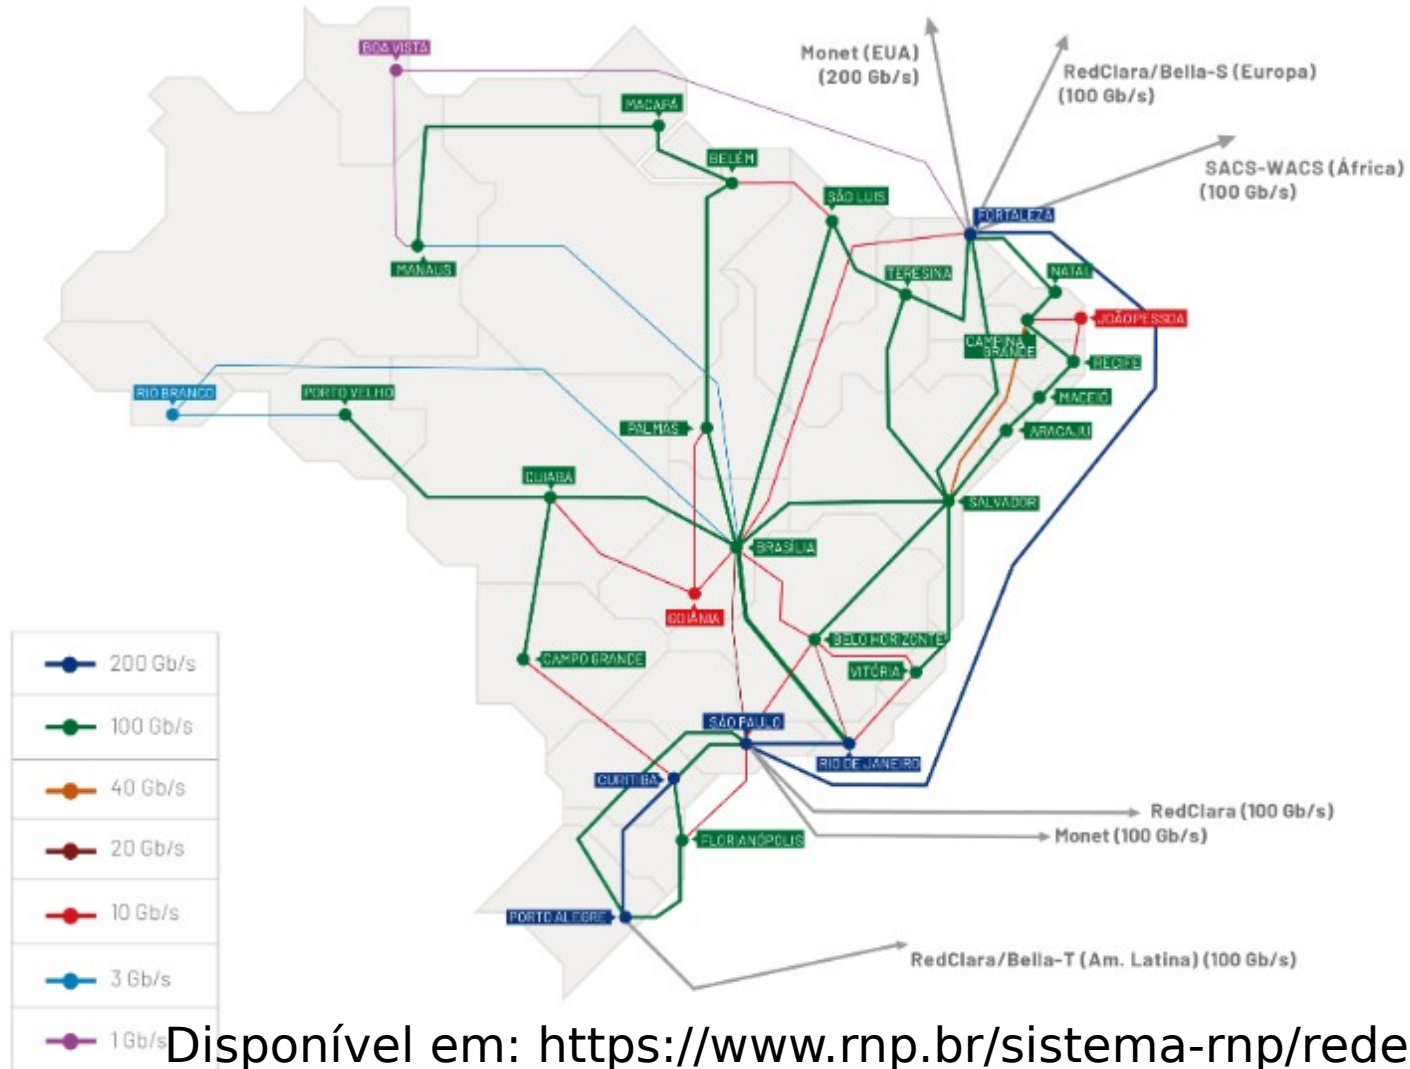 BOA VISTA
Monet (EUA)
(200 Gb/s)
RedClara/Bella-S (Europa)
(100 Gb/s)
MACAPÁ
BELÉM
SACS-WACS (África)
(100 Gb/s)
SÃO LUIS
FORTALEZA
MANAUS
TERESINA
NATAL
JOÃO PESSOA
CAMPINA
GRANDE
RECIFE
RIO BRANCO
PORTO VELHO
MACEIÓ
PALMAS
ARACAJU
CUIABÁ
SALVADOR
BRASÍLIA
GOIÂNIA
BELO HORIZONTE
CAMPO GRANDE
VITÓRIA
SÃO PAULO
RIO DE JANEIRO
CURITIBA
RedClara (100 Gb/s)
Monet (100 Gb/s)
FLORIANÓPOLIS
PORTO ALEGRE
RedClara/Bella-T (Am. Latina) (100 Gb/s)
200 Gb/s
100 Gb/s
40 Gb/s
20 Gb/s
10 Gb/s
3 Gb/s
1 Gb/s
Disponível em: https://www.rnp.br/sistema-rnp/rede